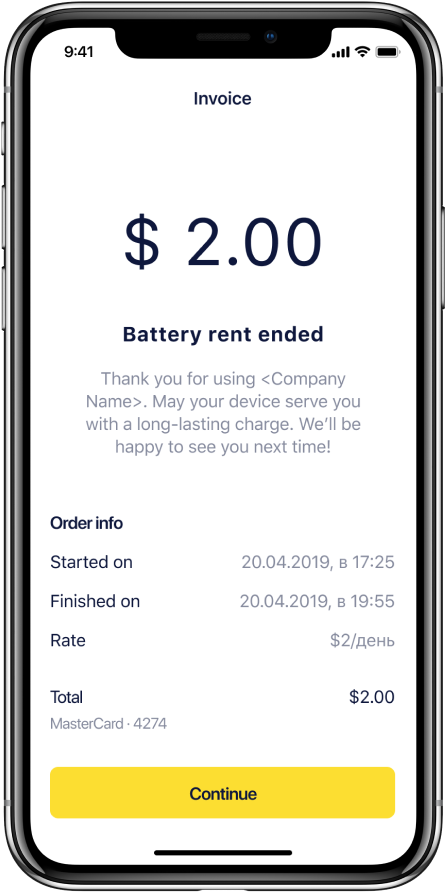 9:41
Invoice
$ 2.00
Battery rent ended
Thank you for using <Company
Name>. May your device serve you
with a long-lasting charge. We’ll be
happy to see you next time!
Order info
Started on 20.04.2019, в 17:25
Finished on 20.04.2019, в 19:55
Rate $2/день
Total $2.00
MasterCard · 4274
Continue